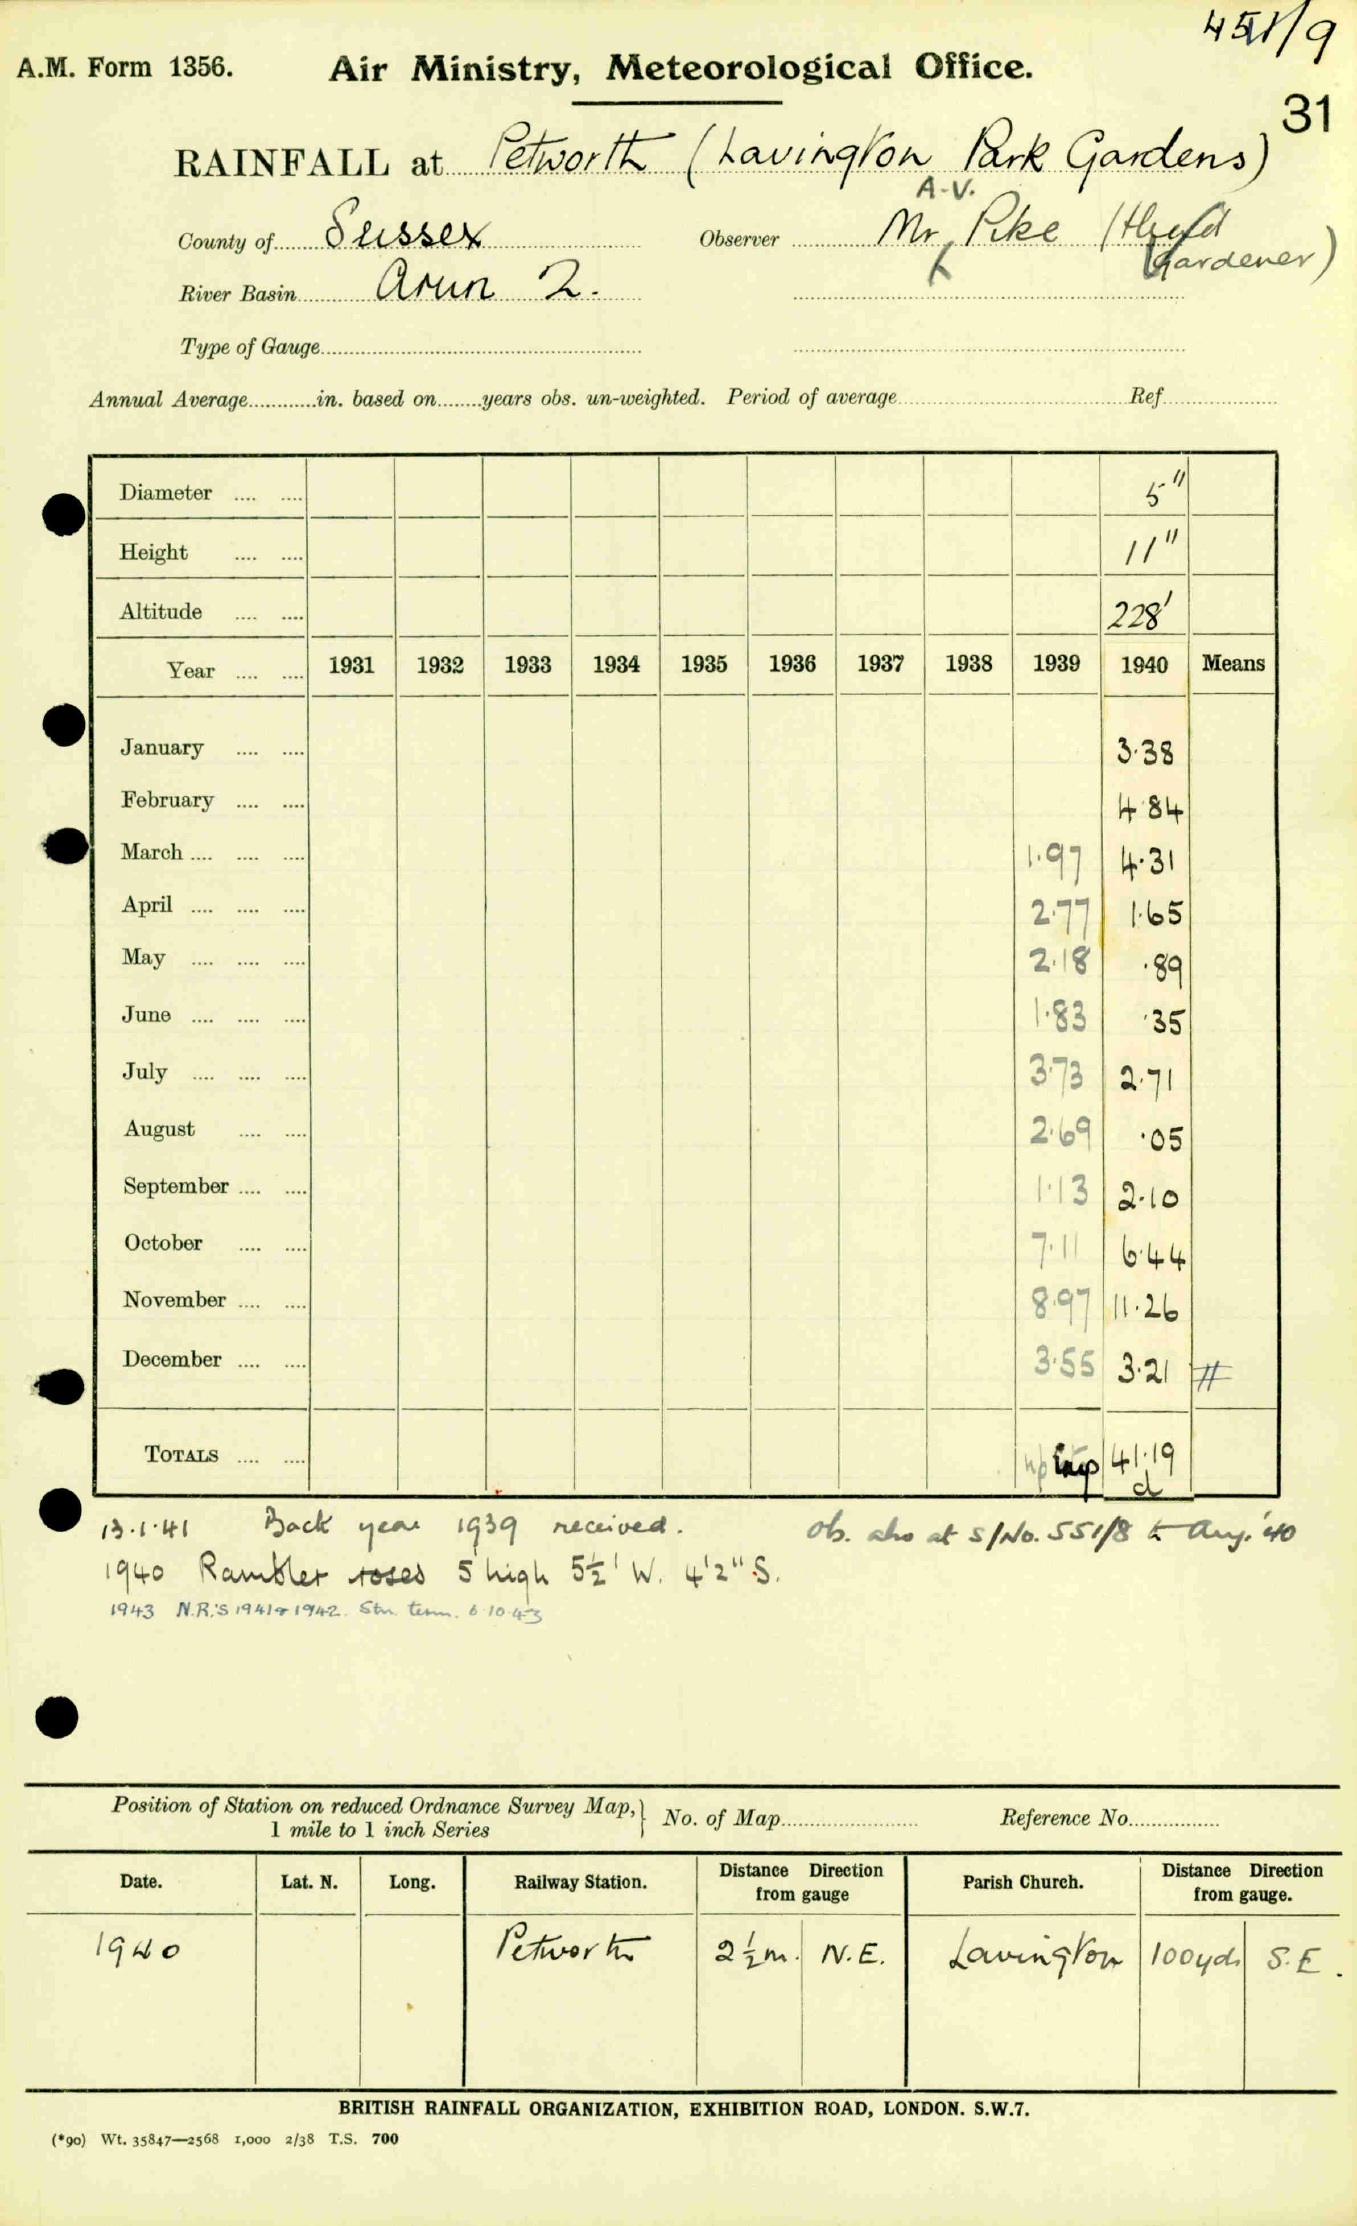 451/9
A.M. Form 1356. Air Ministry, Meteorological Office.
31
RAINFALL at Petworth (Lavington Park Gardens)
A.V.
County of Sussex Observer Mr Pike (Head
Gardener)
River Basin Arun 2.
Type of Gauge
Annual Average in. based on years obs. un-weighted. Period of average Ref
Diameter .... .... 5"
Height .... .... 11"
Altitude .... .... 228'
Year .... .... 1931 1932 1933 1934 1935 1936 1937 1938 1939 1940 Means
January .... .... 3.38
February .... .... 4.84
March .... .... .... 1.97 4.31
April .... .... .... 2.77 1.65
May .... .... .... 2.18 .89
June .... .... .... 1.83 .35
July .... .... .... 3.73 2.71
August .... .... 2.69 .05
September .... .... 1.13 2.10
October .... .... 7.11 6.44
November .... .... 8.97 11.26
December .... .... 3.55 3.21 #
TOTALS .... .... 41.19
d
13.1.41 Back year 1939 received. Ob. also at S/No. 551/8 to Aug. '40
1940 Rambler roses 5' high 5½' W. 4'2" S.
1943 N.R.'s 1941 & 1942. Stn. term. 6.10.43
Position of Station on reduced Ordnance Survey Map, } No. of Map Reference No.
1 mile to 1 inch Series
Date. Lat. N. Long. Railway Station. Distance Direction from gauge Parish Church. Distance Direction from gauge.
1940 Petworth 2½ m. N.E. Lavington 100 yds S.E.
BRITISH RAINFALL ORGANIZATION, EXHIBITION ROAD, LONDON. S.W.7.
(*90) Wt. 35847—2568 1,000 2/38 T.S. 700